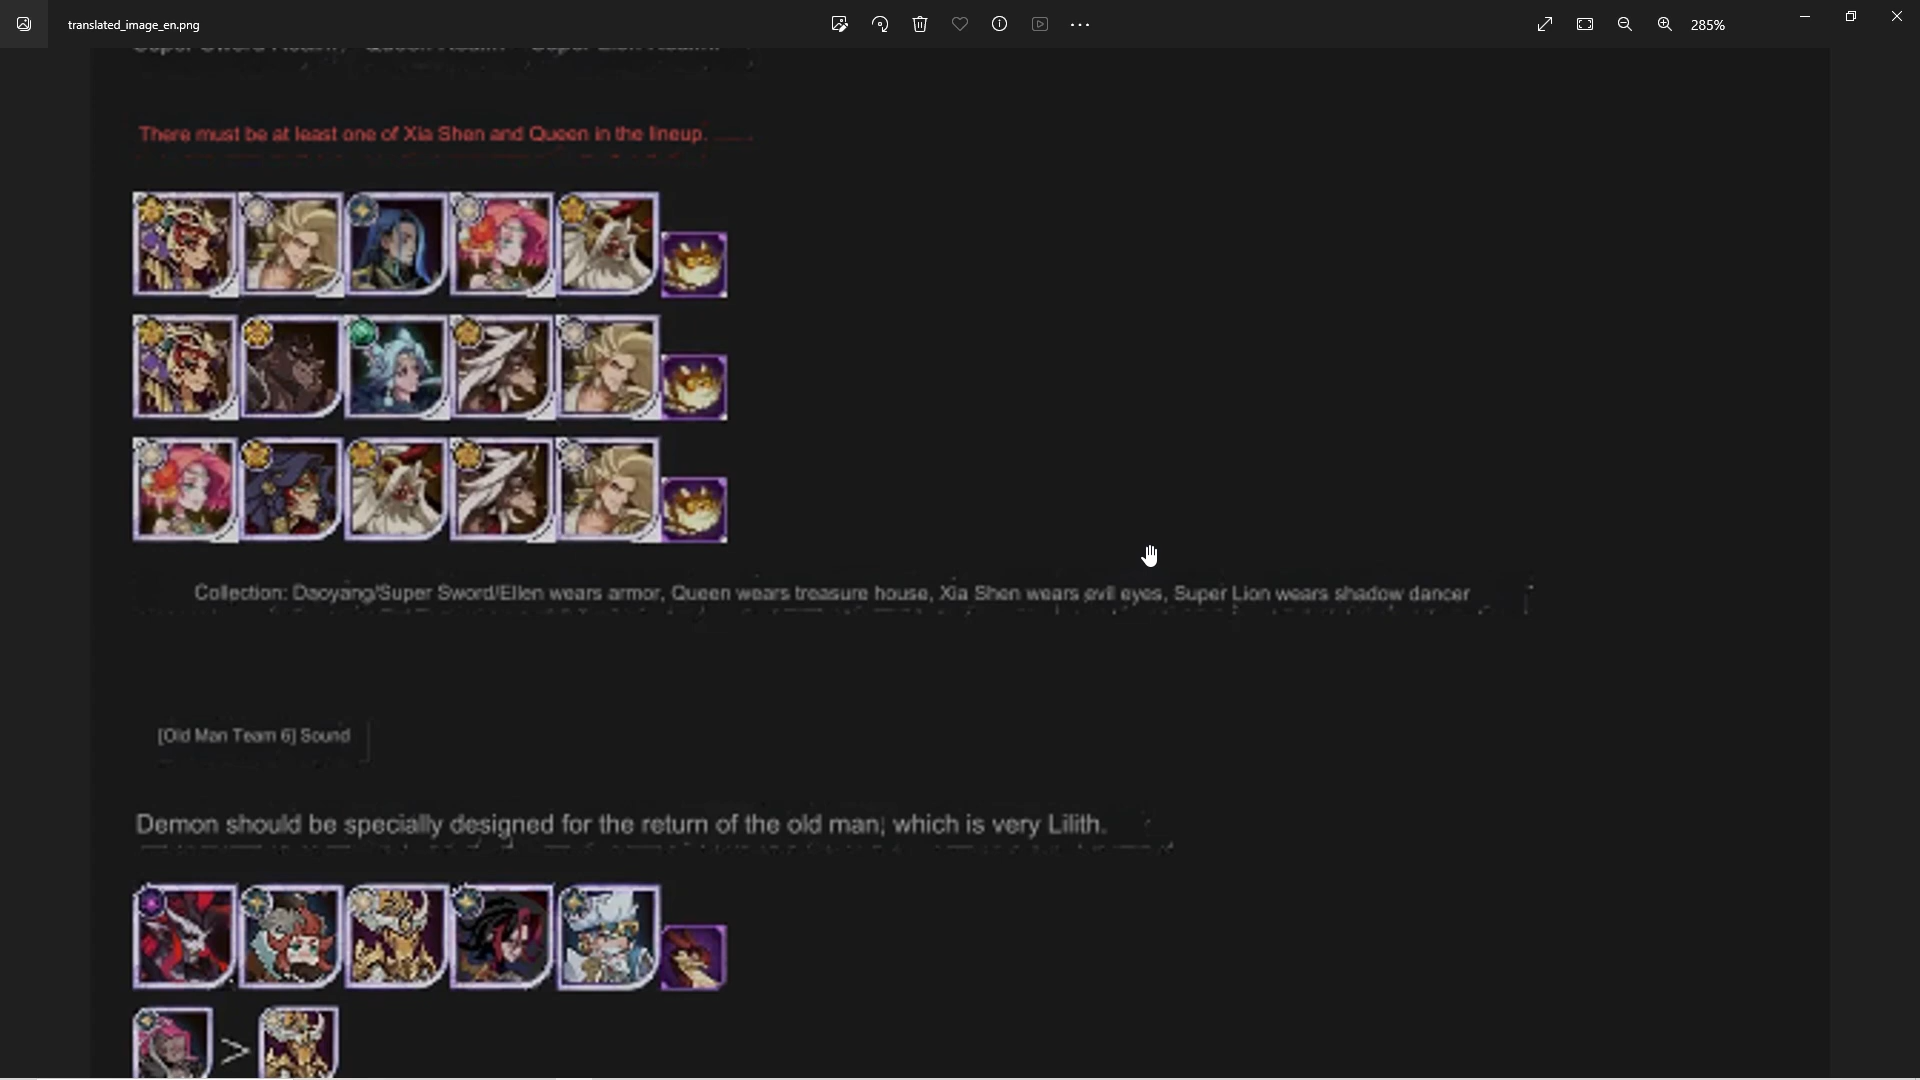 translated_image_en.png
285%
There must be at least one of Xia Shen and Queen in the lineup.
Collection: Daoyang/Super Sword/Ellen wears armor, Queen wears treasure house, Xia Shen wears evil eyes, Super Lion wears shadow dancer
[Old Man Team 6] Sound
Demon should be specially designed for the return of the old man; which is very Lilith.
>